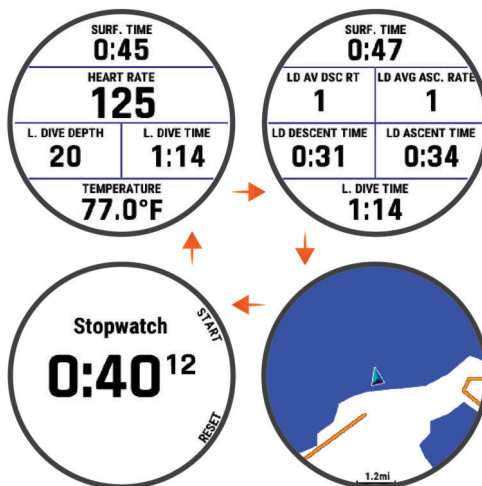 SURF. TIME
0:45
HEART RATE
125
L. DIVE DEPTH L. DIVE TIME
20 1:14
TEMPERATURE
77.0°F
SURF. TIME
0:47
LD AV DSC RT LD AVG ASC. RATE
1 1
LD DESCENT TIME LD ASCENT TIME
0:31 0:34
L. DIVE TIME
1:14
START
Stopwatch
0:40 12
RESET
1.2mi